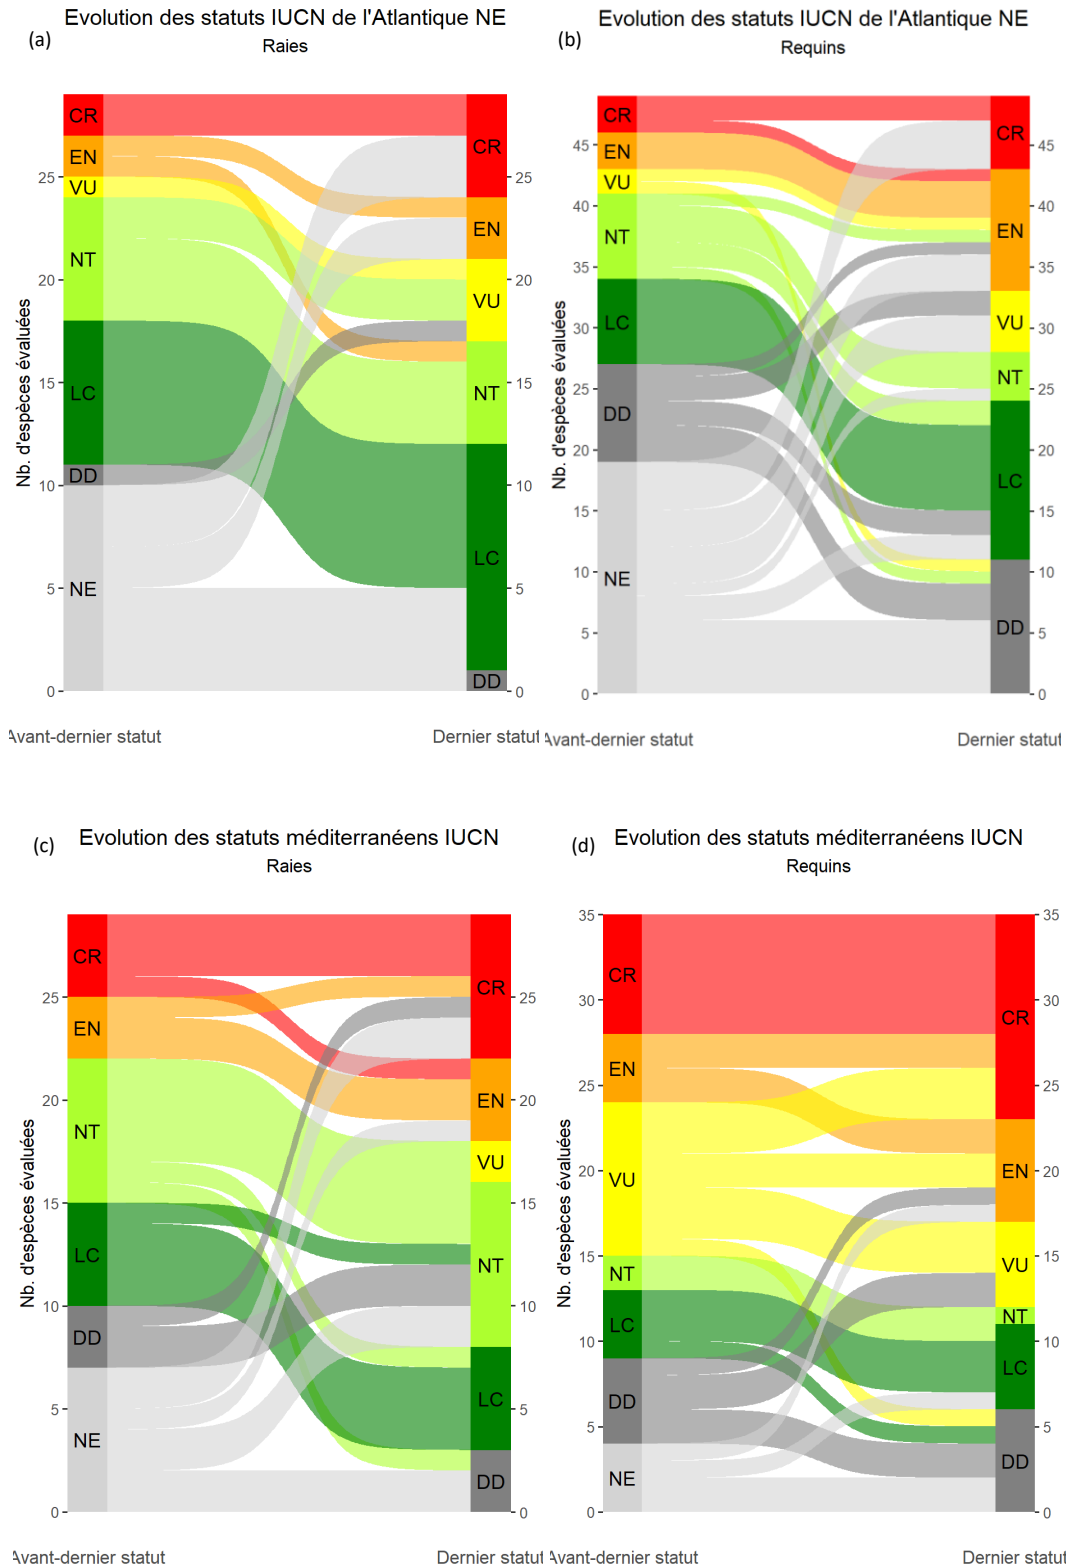 (a)
Evolution des statuts IUCN de l'Atlantique NE
Raies
Nb. d'espèces évaluées
CR
EN
VU
NT
LC
DD
NE
25
20
15
10
5
0
CR
EN
VU
NT
LC
DD
25
20
15
10
5
0
Avant-dernier statut
Dernier statut
(b)
Evolution des statuts IUCN de l'Atlantique NE
Requins
Nb. d'espèces évaluées
45
40
35
30
25
20
15
10
5
0
CR
EN
VU
NT
LC
DD
NE
CR
EN
VU
NT
LC
DD
45
40
35
30
25
20
15
10
5
0
Avant-dernier statut
Dernier statut
(c)
Evolution des statuts méditerranéens IUCN
Raies
Nb. d'espèces évaluées
25
20
15
10
5
0
CR
EN
NT
LC
DD
NE
CR
EN
VU
NT
LC
DD
25
20
15
10
5
0
Avant-dernier statut
Dernier statut
(d)
Evolution des statuts méditerranéens IUCN
Requins
Nb. d'espèces évaluées
35
30
25
20
15
10
5
0
CR
EN
VU
NT
LC
DD
NE
CR
EN
VU
NT
LC
DD
35
30
25
20
15
10
5
0
Avant-dernier statut
Dernier statut